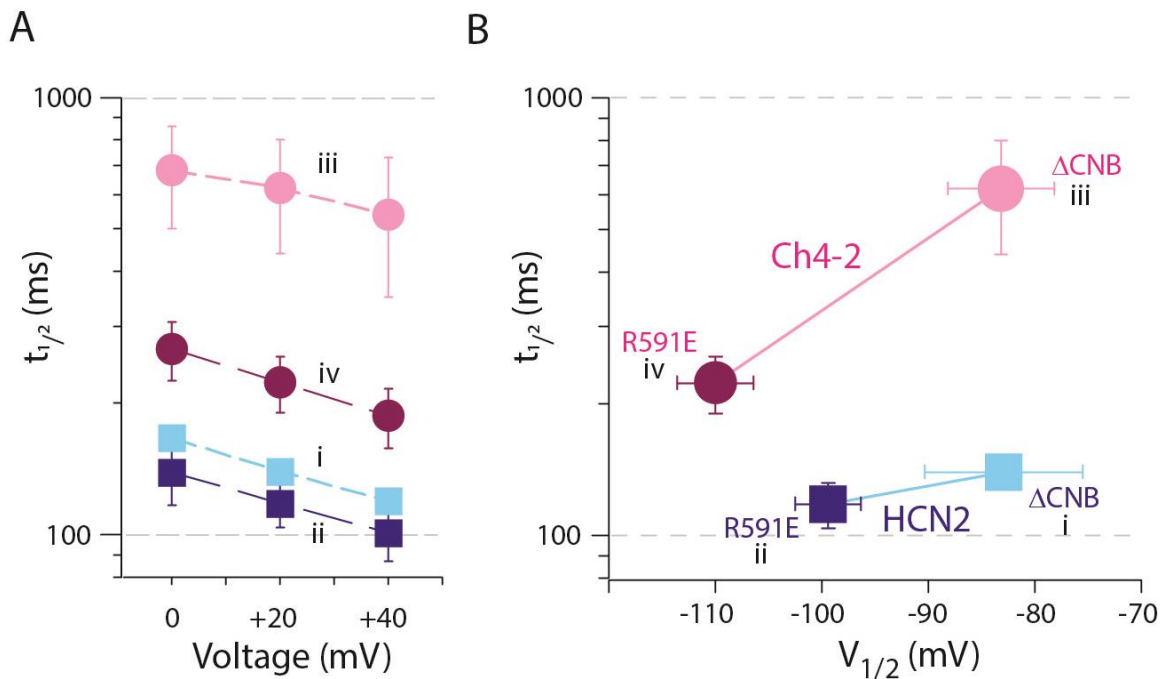 A
1000
100
t1/2 (ms)
iii
iv
i
ii
0
+20
+40
Voltage (mV)
B
1000
100
t1/2 (ms)
ΔCNB
iii
Ch4-2
R591E
iv
R591E
ii
HCN2
ΔCNB
i
-110
-100
-90
-80
-70
V1/2 (mV)